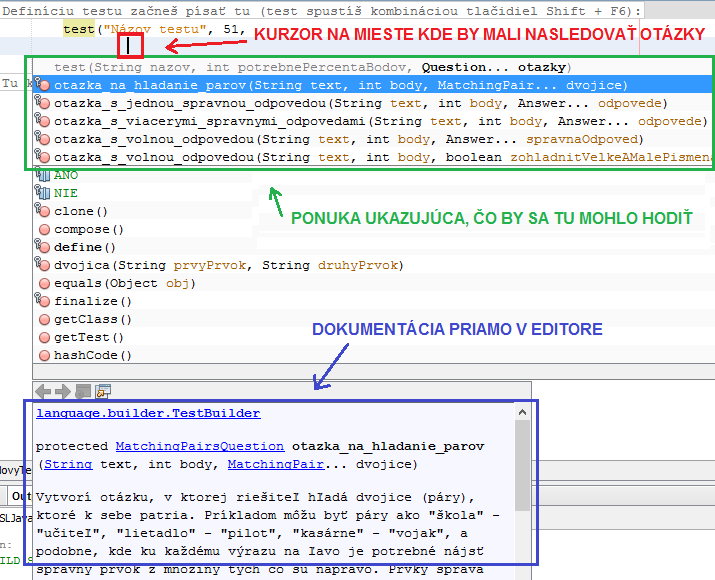 Definíciu testu začneš písať tu (test spustíš kombináciou tlačidiel Shift + F6):
test("Názov testu", 51,
KURZOR NA MIESTE KDE BY MALI NASLEDOVAŤ OTÁZKY
test(String nazov, int potrebnePercentaBodov, Question... otazky)
Tu k
otazka_na_hladanie_parov(String text, int body, MatchingPair... dvojice)
otazka_s_jednou_spravnou_odpovedou(String text, int body, Answer... odpovede)
otazka_s_viacerymi_spravnymi_odpovedami(String text, int body, Answer... odpovede)
otazka_s_volnou_odpovedou(String text, int body, Answer... spravnaOdpoved)
otazka_s_volnou_odpovedou(String text, int body, boolean zohladnitVelkeAMalePismena
ANO
NIE
clone()
PONUKA UKAZUJÚCA, ČO BY SA TU MOHLO HODIŤ
compose()
define()
dvojica(String prvyPrvok, String druhyPrvok)
equals(Object obj)
finalize()
getClass()
DOKUMENTÁCIA PRIAMO V EDITORE
getTest()
hashCode()
language.builder.TestBuilder
protected MatchingPairsQuestion otazka_na_hladanie_parov
(String text, int body, MatchingPair... dvojice)
Vytvorí otázku, v ktorej riešiteľ hľadá dvojice (páry),
ktoré k sebe patria. Príkladom môžu byť páry ako "škola" -
"učiteľ", "lietadlo" - "pilot", "kasárne" - "vojak", a
podobne, kde ku každému výrazu na ľavo je potrebné nájsť
správny prvok z množiny tých čo sú napravo. Prvky správa
ovyTe
Out
SLJava
n:
BUILD S